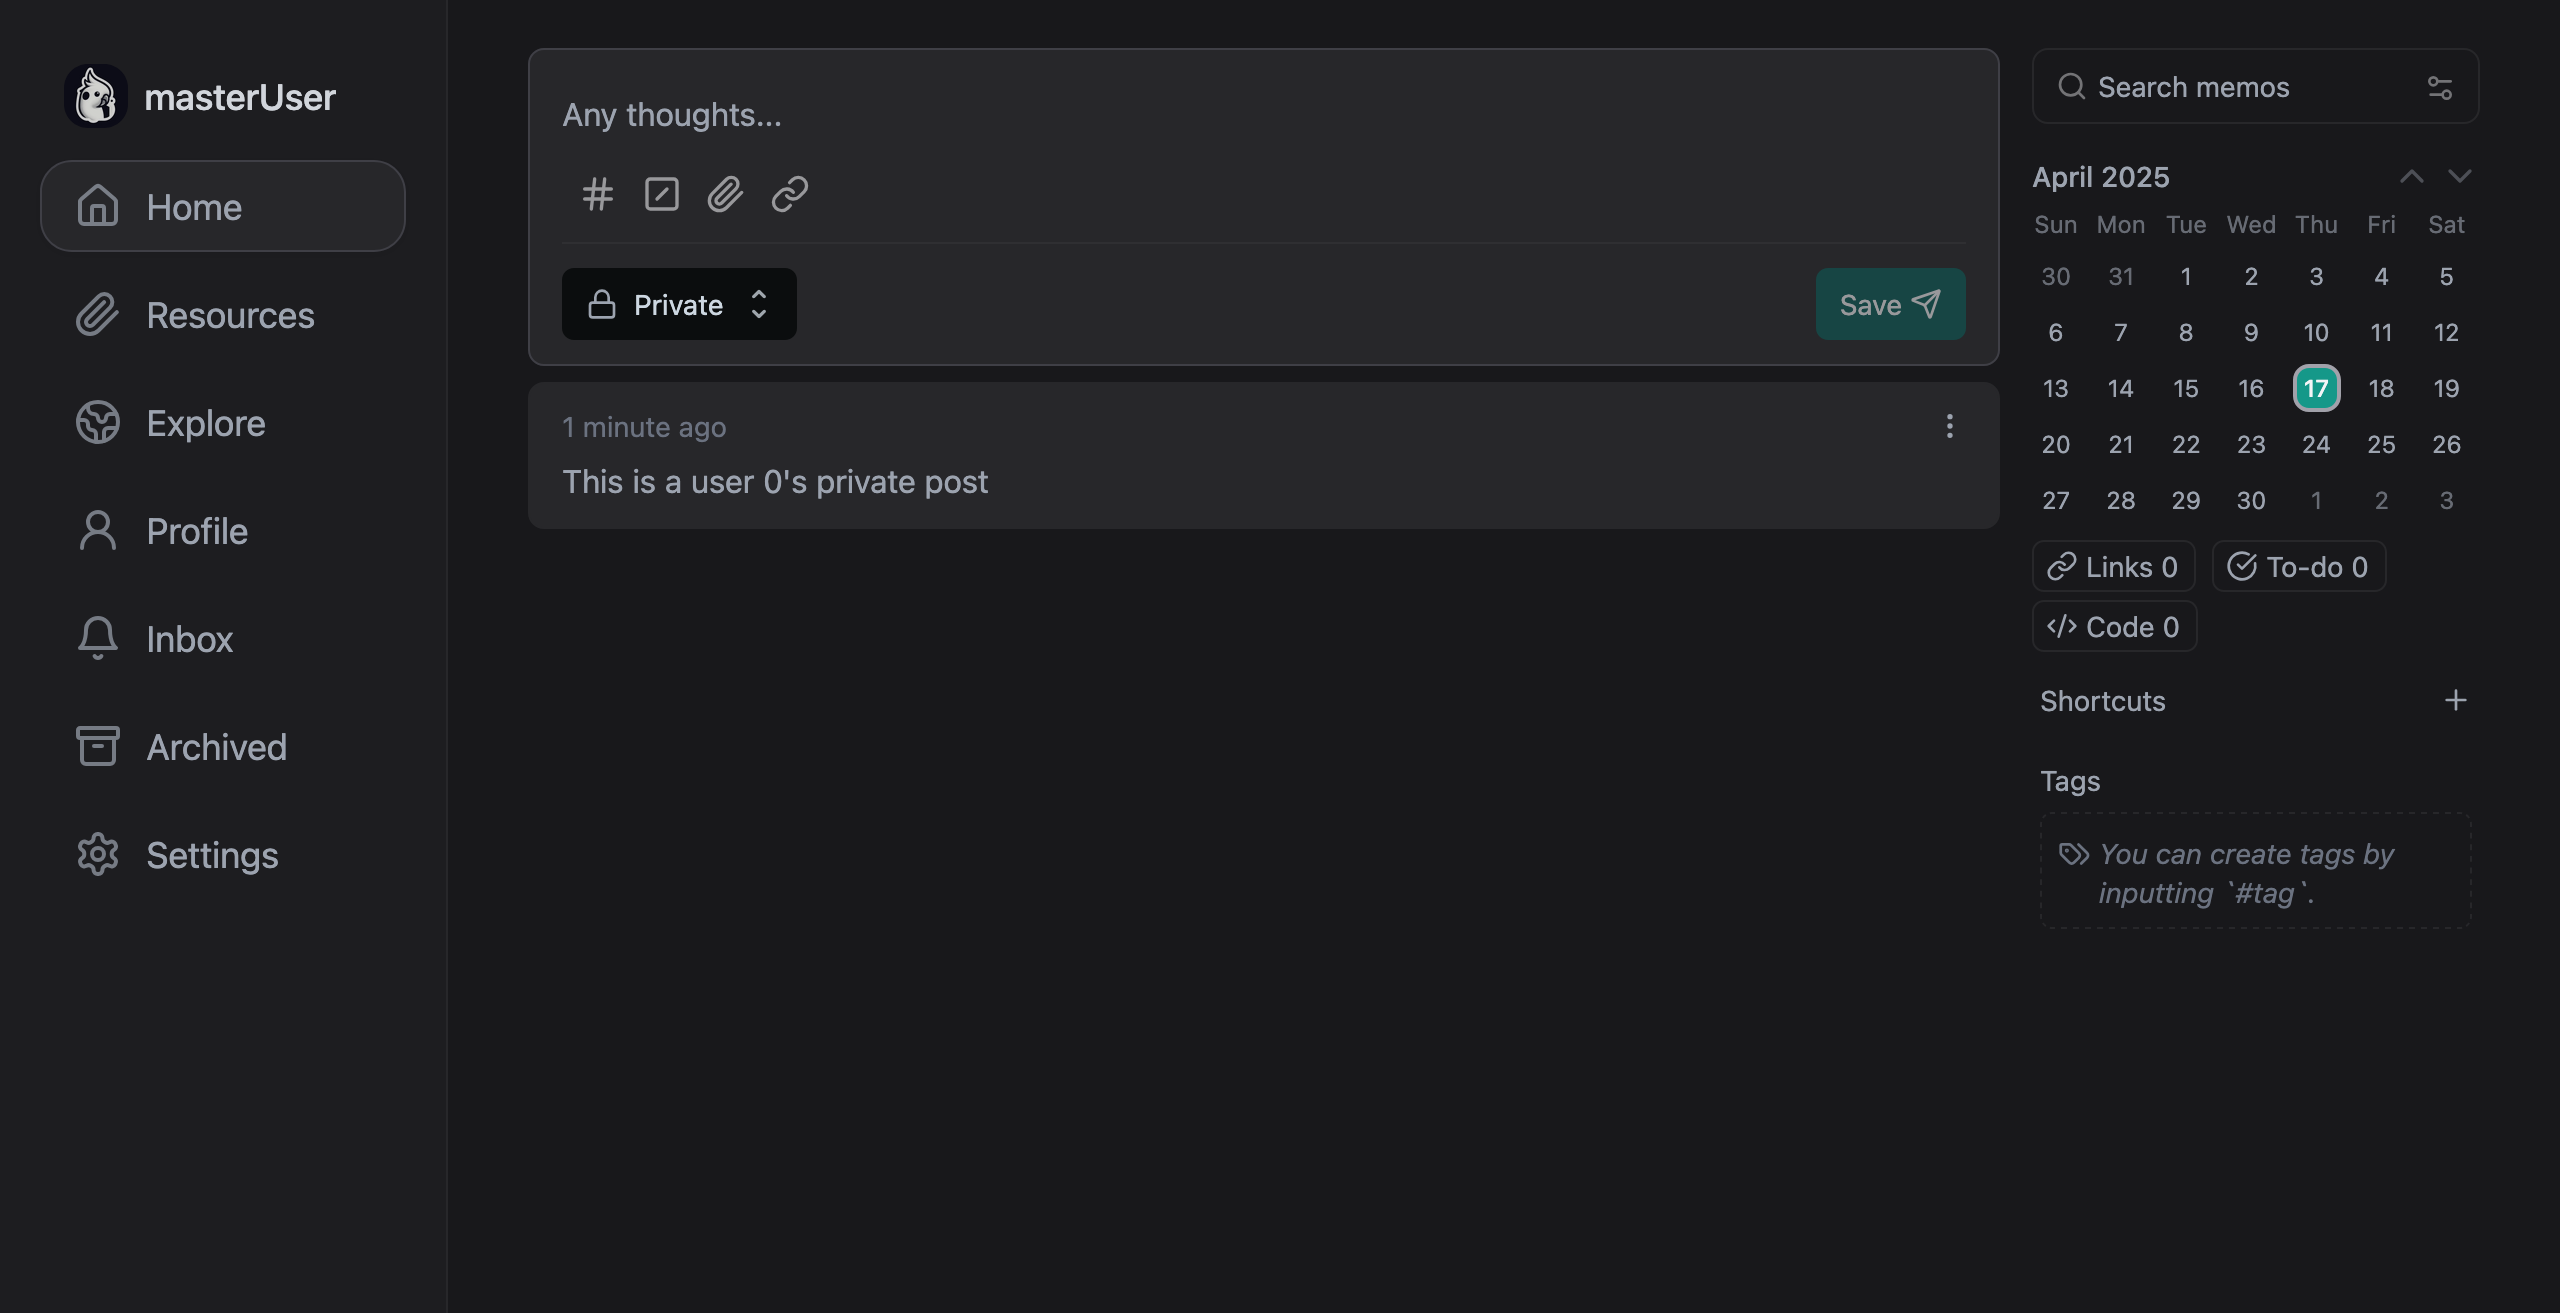 masterUser
Home
Resources
Explore
Profile
Inbox
Archived
Settings
Any thoughts...
Private
Save
1 minute ago
This is a user 0's private post
Search memos
April 2025
Sun Mon Tue Wed Thu Fri Sat
30 31 1 2 3 4 5
6 7 8 9 10 11 12
13 14 15 16 17 18 19
20 21 22 23 24 25 26
27 28 29 30 1 2 3
Links 0
To-do 0
Code 0
Shortcuts
Tags
You can create tags by
inputting `#tag`.